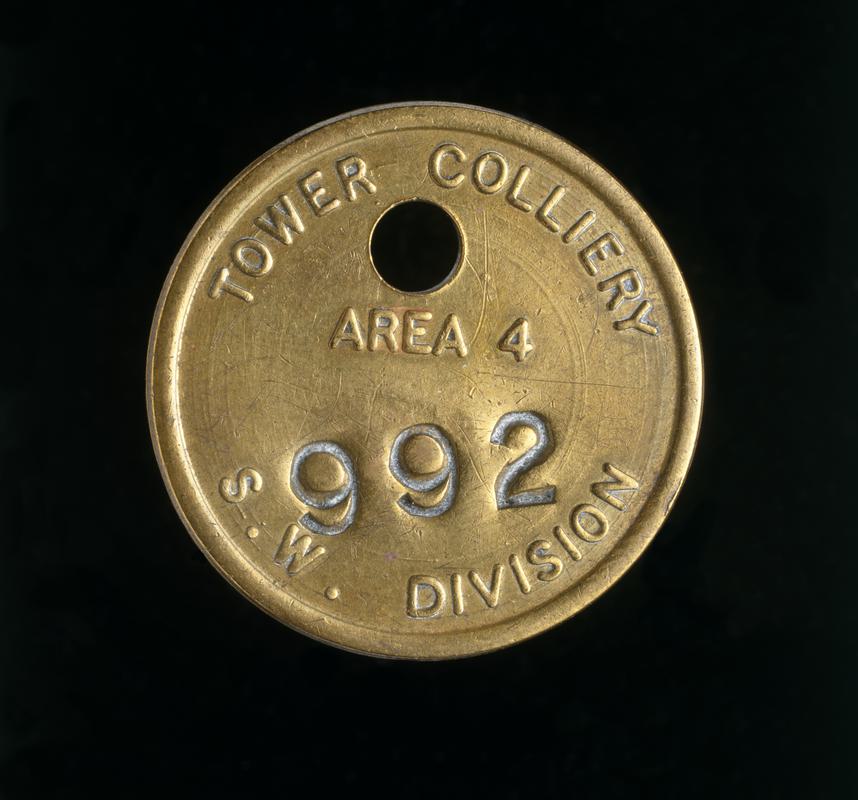 TOWER COLLIERY
AREA 4
992
S.W. DIVISION